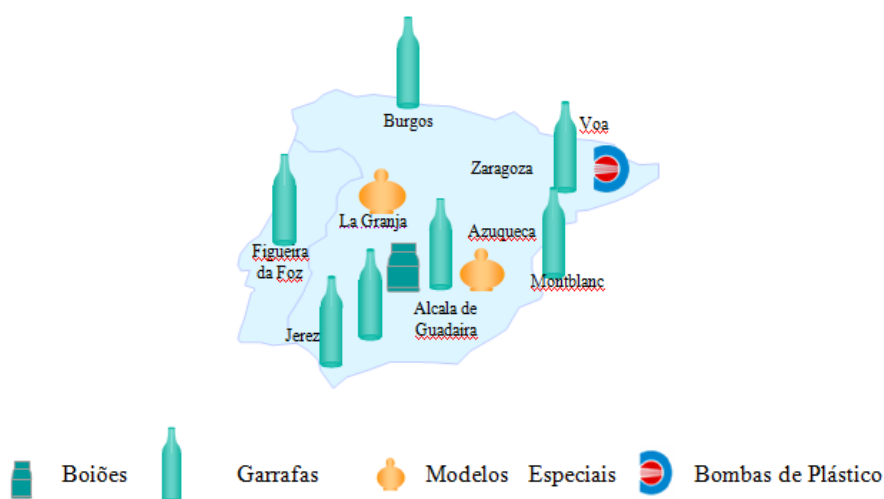 Burgos
Voa
Zaragoza
La Granja
Azuqueca
Figueira
da Foz
Montblanc
Alcala de
Guadaira
Jerez
Boiões Garrafas Modelos Especiais Bombas de Plástico